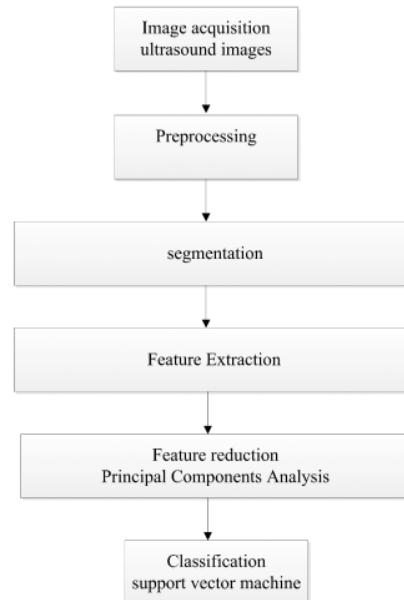 Image acquisition
ultrasound images
Preprocessing
segmentation
Feature Extraction
Feature reduction
Principal Components Analysis
Classification
support vector machine